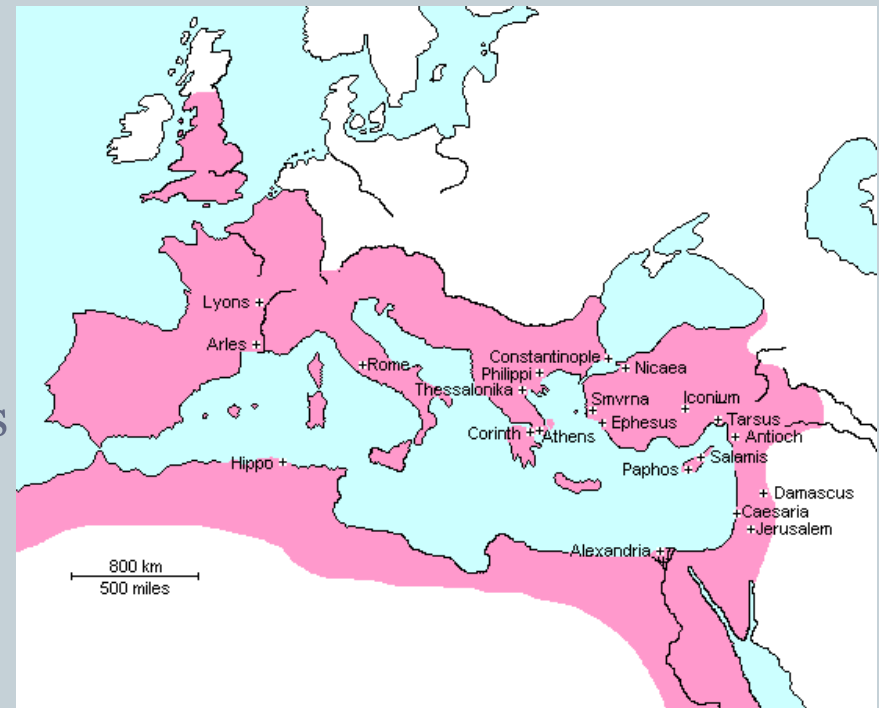 Lyons
Arles
Rome
Constantinople
Philippi
Nicaea
Thessalonika
Smvrna
Iconium
Ephesus
Tarsus
Corinth
Athens
Antioch
Hippo
Salamis
Paphos
Damascus
Caesaria
Jerusalem
Alexandria
800 km
500 miles
s